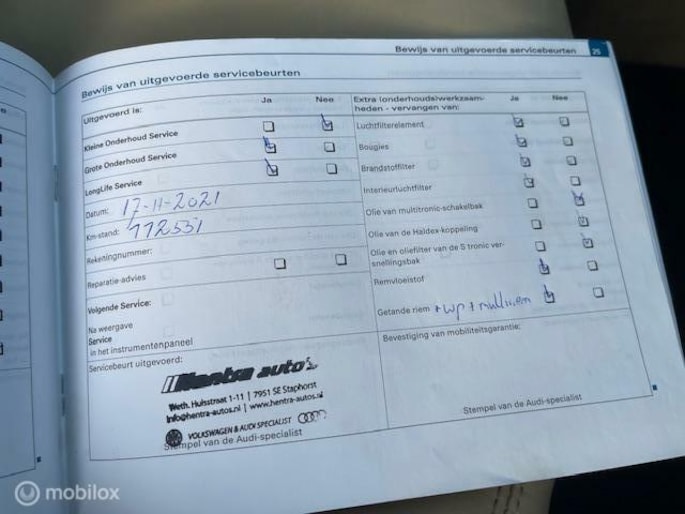 Bewijs van uitgevoerde servicebeurten 25
Bewijs van uitgevoerde servicebeurten
Uitgevoerd is: Ja Nee
Kleine Onderhoud Service
Grote Onderhoud Service
LongLife Service
Datum: 17-11-2021
Km-stand: 112531
Rekeningnummer:
Reparatie-advies
Volgende Service:
Na weergave
Service
in het instrumentenpaneel
Servicebeurt uitgevoerd:
Hentra auto's
Weth. Hulsstraat 1-11 | 7951 SE Staphorst
info@hentra-autos.nl | www.hentra-autos.nl
VOLKSWAGEN & AUDI SPECIALIST
Stempel van de Audi-specialist
Extra (onderhouds)werkzaam-
heden - vervangen van: Ja Nee
Luchtfilterelement
Bougies
Brandstoffilter
Interieurluchtfilter
Olie van multitronic-schakelbak
Olie van de Haldex-koppeling
Olie en oliefilter van de S tronic ver-
snellingsbak
Remvloeistof
Getande riem + wp + multiriem
Bevestiging van mobiliteitsgarantie:
Stempel van de Audi-specialist
mobilox